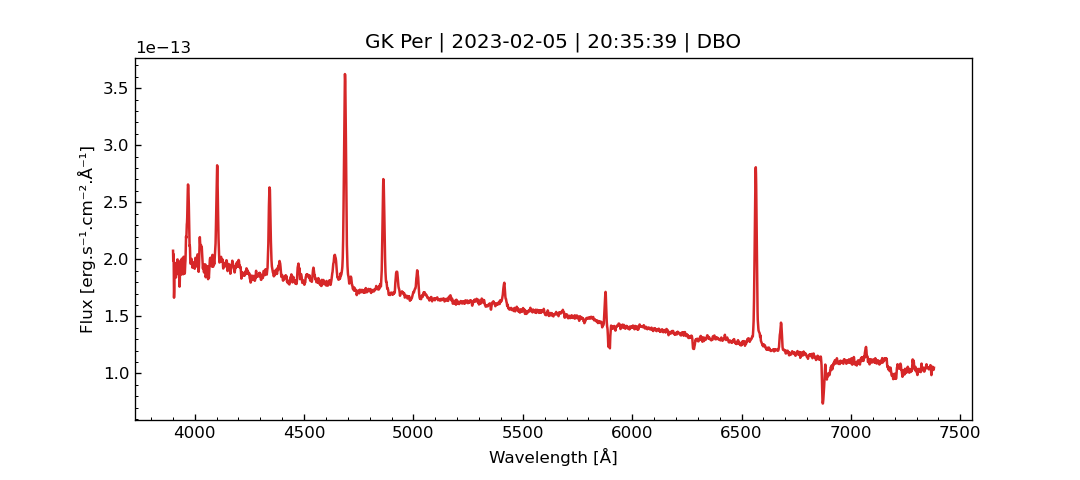 GK Per | 2023-02-05 | 20:35:39 | DBO
1e−13
3.5
3.0
2.5
2.0
1.5
1.0
Flux [erg.s⁻¹.cm⁻².Å⁻¹]
4000 4500 5000 5500 6000 6500 7000 7500
Wavelength [Å]